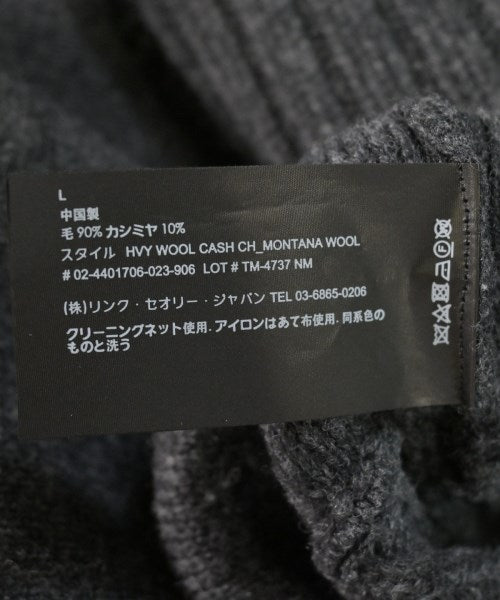 L
中国製
毛 90% カシミヤ 10%
スタイル HVY WOOL CASH CH_MONTANA WOOL
# 02-4401706-023-906 LOT # TM-4737 NM
(株)リンク・セオリー・ジャパン TEL 03-6865-0206
クリーニングネット使用. アイロンはあて布使用. 同系色の
ものと洗う